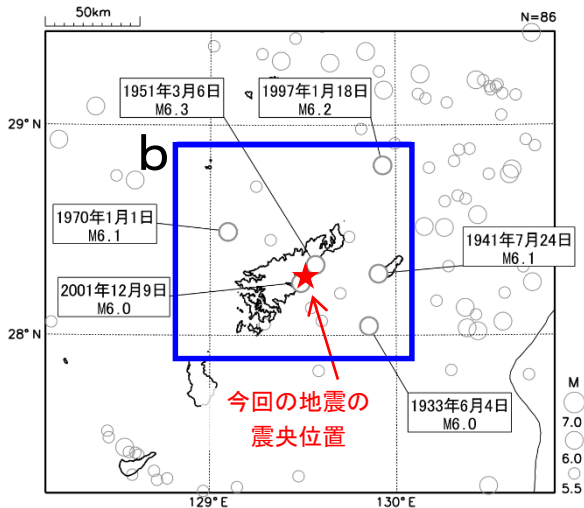 50km
N=86
1951年3月6日
M6.3
1997年1月18日
M6.2
29°N
b
1970年1月1日
M6.1
1941年7月24日
M6.1
2001年12月9日
M6.0
28°N
今回の地震の
震央位置
1933年6月4日
M6.0
M
7.0
6.0
5.5
129°E
130°E